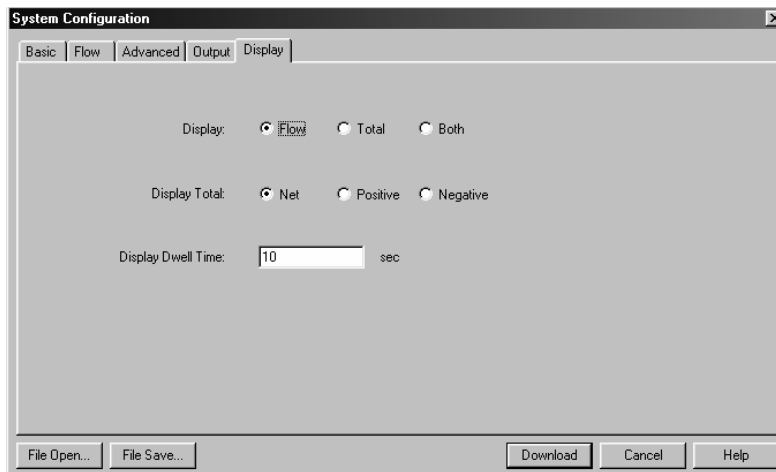 System Configuration
Basic Flow Advanced Output Display
Display: Flow Total Both
Display Total: Net Positive Negative
Display Dwell Time: 10 sec
File Open... File Save... Download Cancel Help